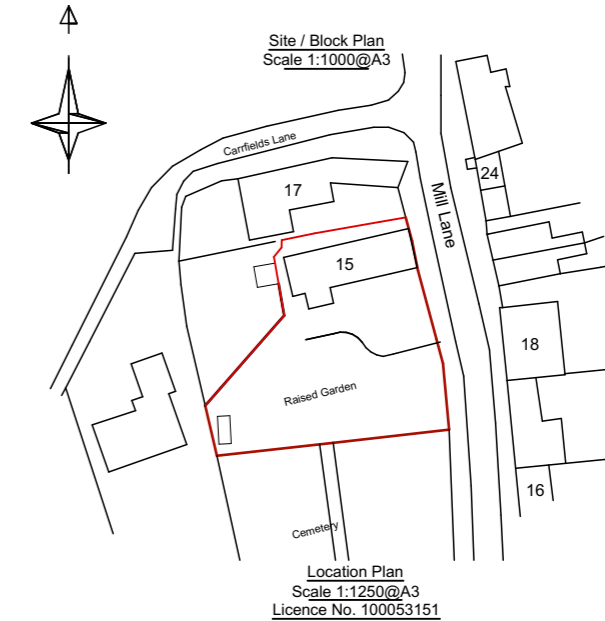 Site / Block Plan
Scale 1:1000@A3
Carrfields Lane
17
24
Mill Lane
15
18
Raised Garden
16
Cemetery
Location Plan
Scale 1:1250@A3
Licence No. 100053151